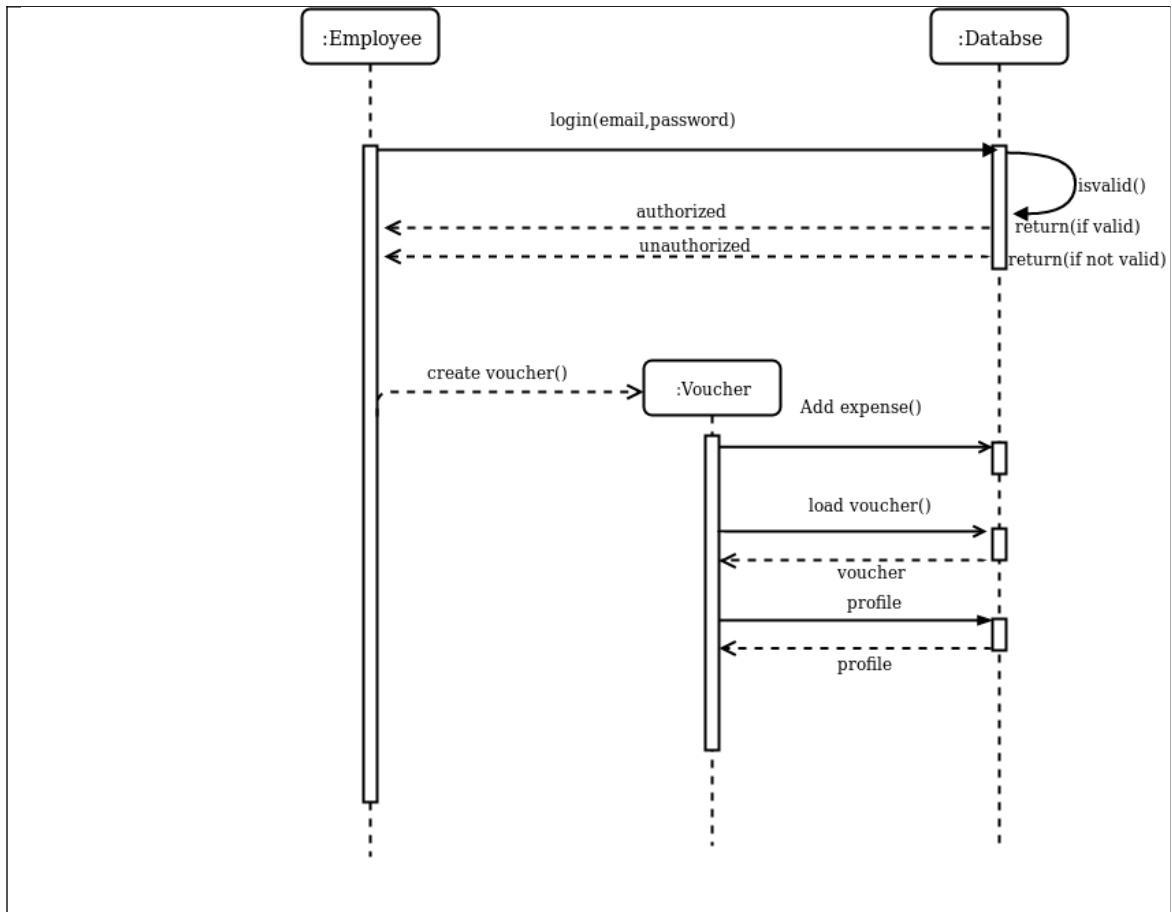 :Employee
:Databse
login(email,password)
isvalid()
authorized
return(if valid)
unauthorized
return(if not valid)
create voucher()
:Voucher
Add expense()
load voucher()
voucher
profile
profile